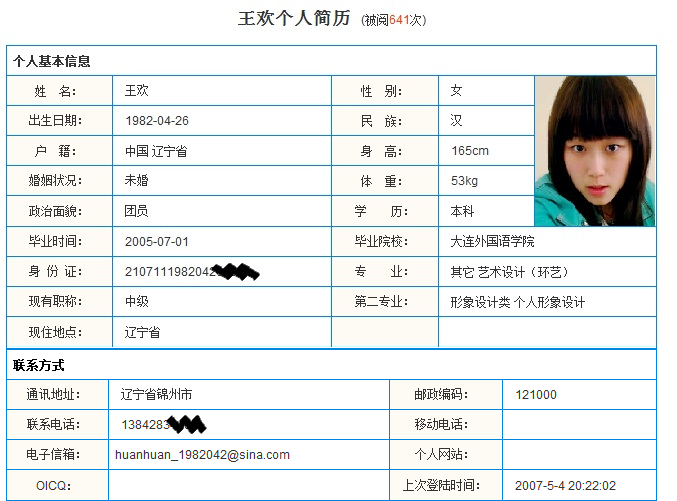 王欢个人简历 (被阅641次)
个人基本信息
姓 名: 王欢 性 别: 女
出生日期: 1982-04-26 民 族: 汉
户 籍: 中国 辽宁省 身 高: 165cm
婚姻状况: 未婚 体 重: 53kg
政治面貌: 团员 学 历: 本科
毕业时间: 2005-07-01 毕业院校: 大连外国语学院
身 份 证: 2107111982042 专 业: 其它 艺术设计（环艺）
现有职称: 中级 第二专业: 形象设计类 个人形象设计
现住地点: 辽宁省
联系方式
通讯地址: 辽宁省锦州市 邮政编码: 121000
联系电话: 1384283 移动电话:
电子信箱: huanhuan_1982042@sina.com 个人网站:
OICQ: 上次登陆时间: 2007-5-4 20:22:02